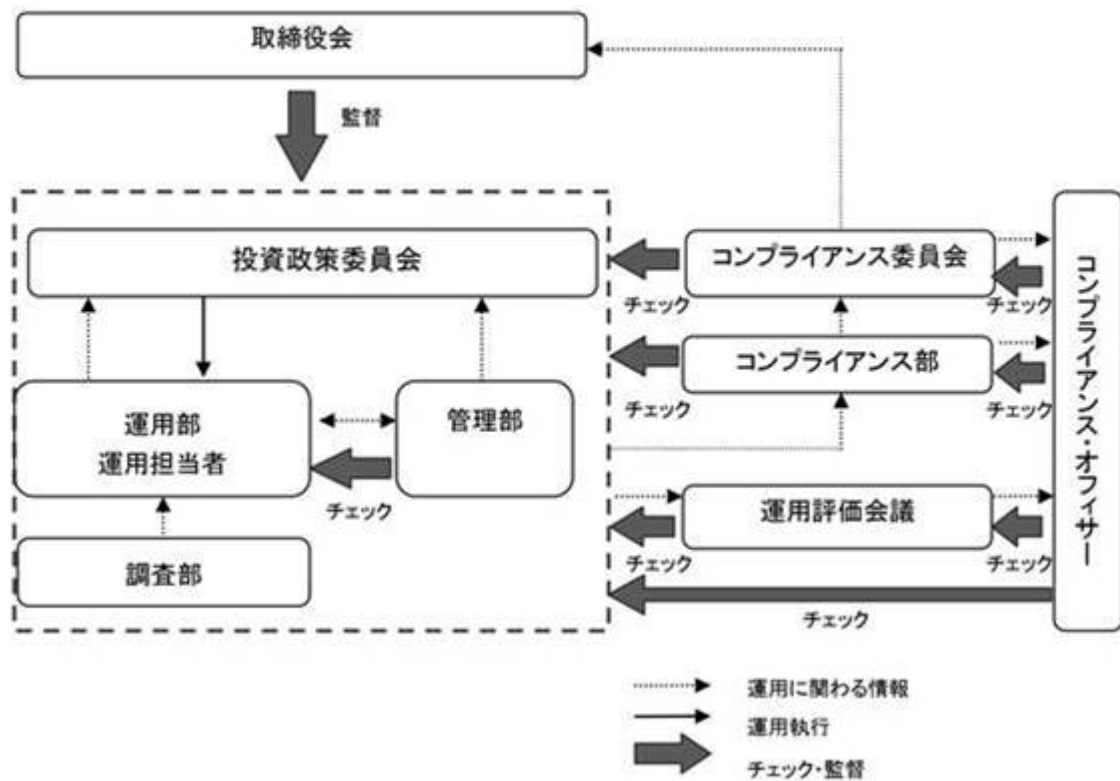 取締役会
監督
投資政策委員会
コンプライアンス委員会
チェック
チェック
コンプライアンス部
チェック
チェック
運用部
運用担当者
管理部
チェック
運用評価会議
チェック
チェック
調査部
チェック
コンプライアンス・オフィサー
運用に関わる情報
運用執行
チェック・監督